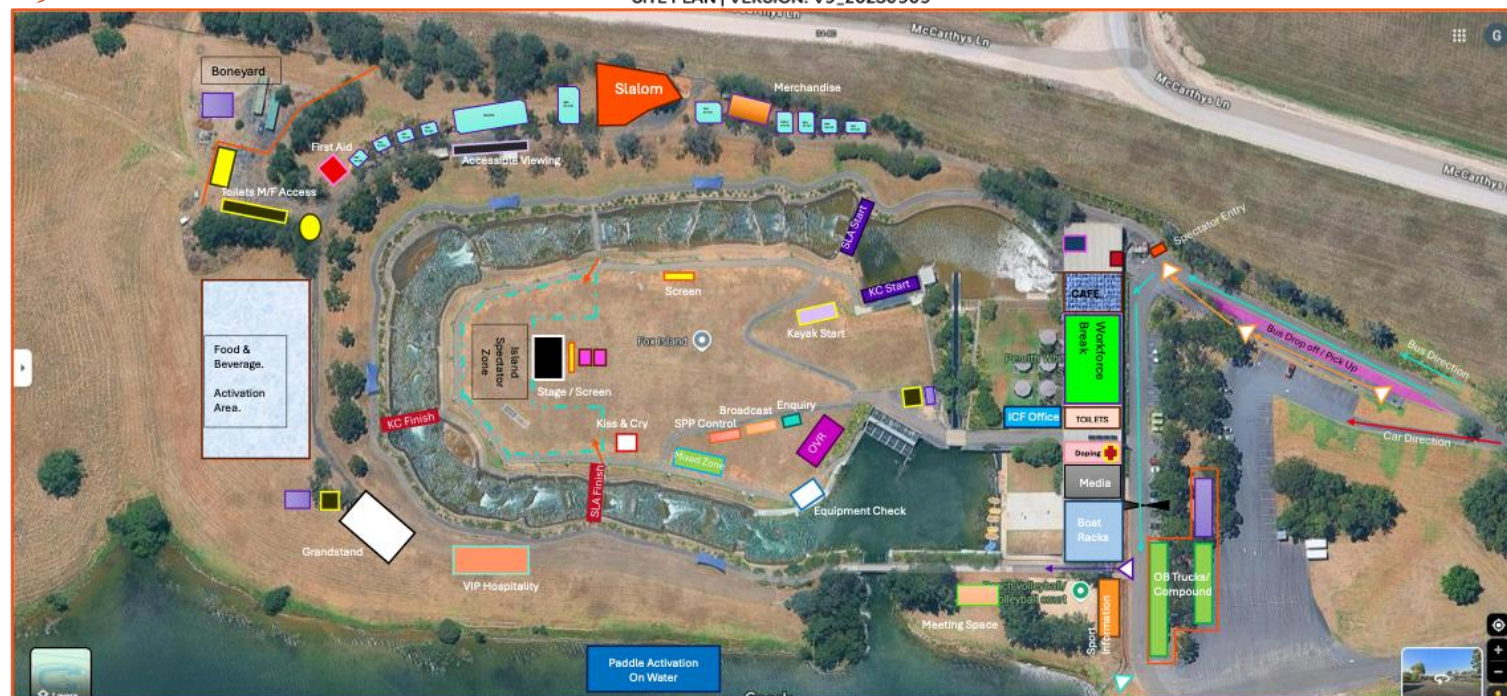 SITE PLAN | VERSION: V5_20250905
McCarthys Ln
McCarthys Ln
McCarthys Ln
G
Boneyard
Slalom
Merchandise
First Aid
Accessible Viewing
Toilets M/F Access
SLA Start
Spectator Entry
Screen
KC Start
CAFE
Kayak Start
Workforce
Break
Bus Drop off / Pick Up
Bus Direction
Food &
Beverage.
Activation
Area.
Island
Spectator
Zone
Fox Island
Stage / Screen
KC Finish
Kiss & Cry
SPP Control
Broadcast
Enquiry
ICF Office
TOILETS
Car Direction
Mixed Zone
OVR
Doping
SLA Finish
Media
Equipment Check
Boat
Racks
Grandstand
VIP Hospitality
OB Trucks/
Compound
Meeting Space
Sport
Information
Paddle Activation
On Water
Layers